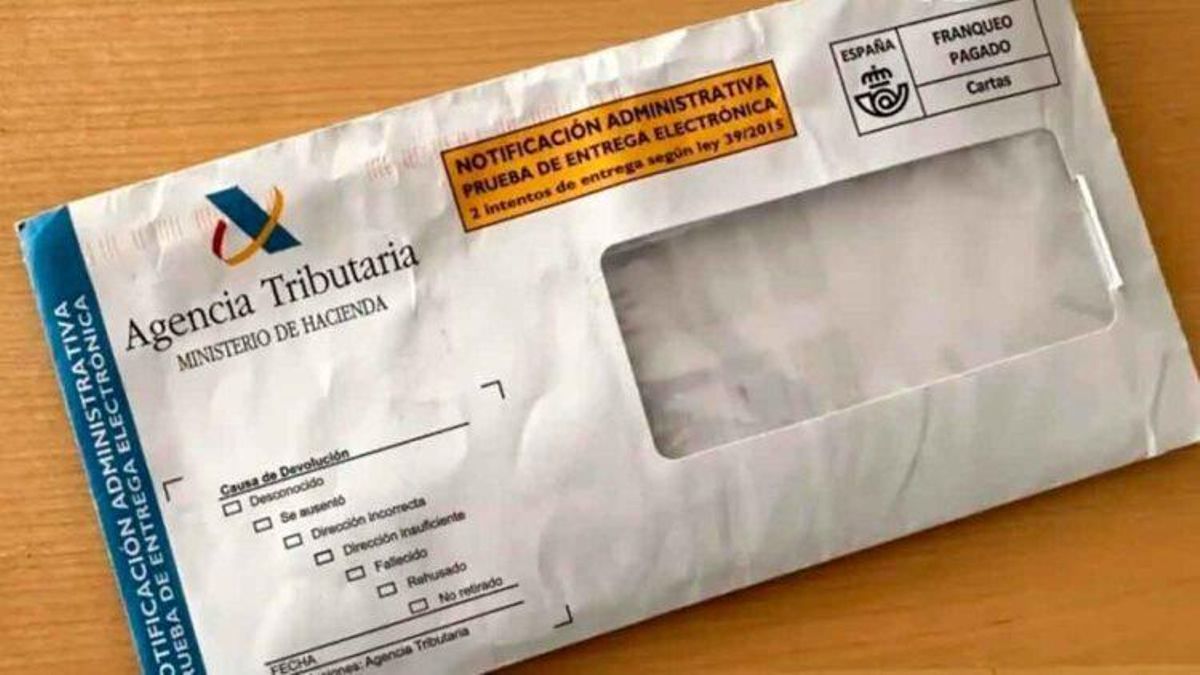 ESPAÑA
FRANQUEO
PAGADO
Cartas
NOTIFICACIÓN ADMINISTRATIVA
PRUEBA DE ENTREGA ELECTRÓNICA
2 intentos de entrega según ley 39/2015
Agencia Tributaria
MINISTERIO DE HACIENDA
NOTIFICACIÓN ADMINISTRATIVA
PRUEBA DE ENTREGA ELECTRÓNICA
Causa de Devolución
Desconocido
Se ausentó
Dirección incorrecta
Dirección insuficiente
Fallecido
Rehusado
No retirado
FECHA
Agencia Tributaria